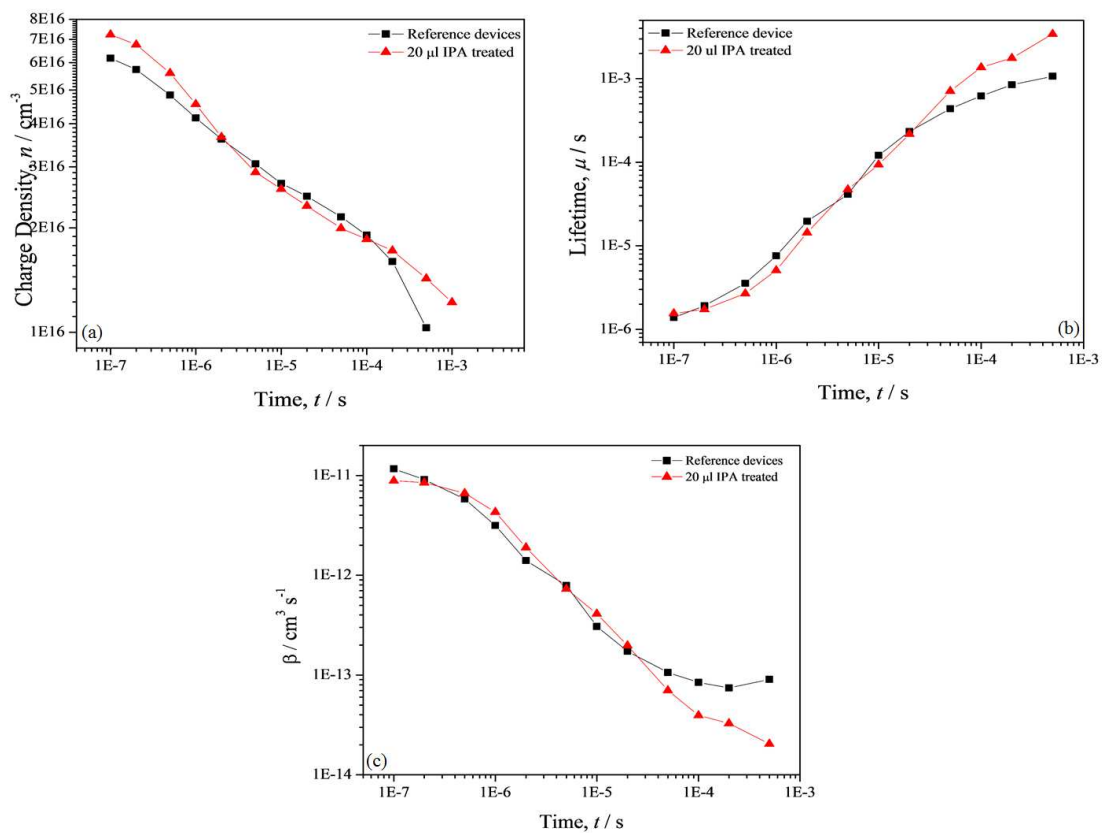 8E16
7E16
6E16
5E16
4E16
3E16
2E16
1E16
Charge Density, n / cm-3
Reference devices
20 µl IPA treated
(a)
1E-7 1E-6 1E-5 1E-4 1E-3
Time, t / s
1E-3
1E-4
1E-5
1E-6
Lifetime, µ / s
Reference device
20 ul IPA treated
(b)
1E-7 1E-6 1E-5 1E-4 1E-3
Time, t / s
1E-11
1E-12
1E-13
1E-14
β / cm3 s-1
Reference devices
20 µl IPA treated
(c)
1E-7 1E-6 1E-5 1E-4 1E-3
Time, t / s